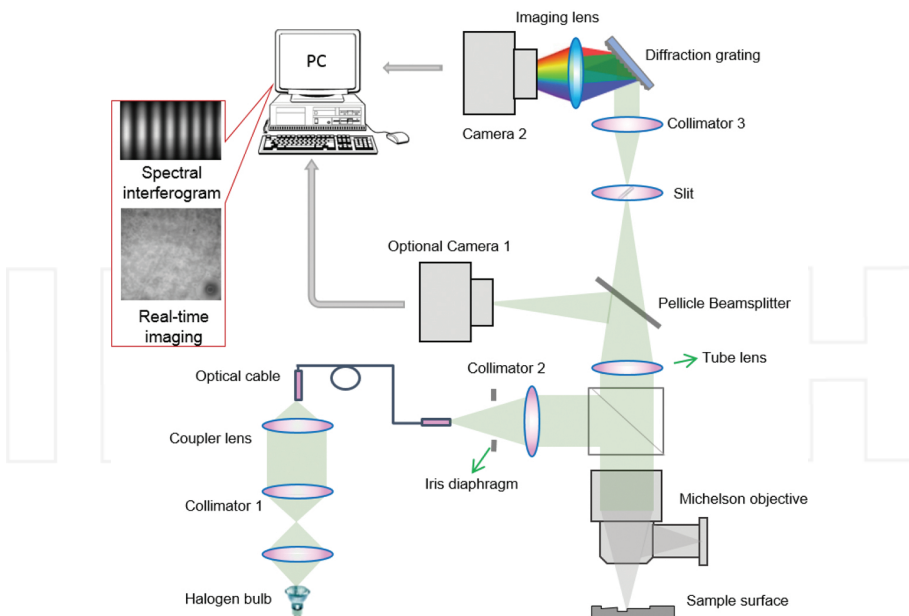 Imaging lens
PC
Diffraction grating
Camera 2
Collimator 3
Spectral
interferogram
Slit
Optional Camera 1
Real-time
imaging
Pellicle Beamsplitter
Tube lens
Optical cable
Collimator 2
Coupler lens
Iris diaphragm
Collimator 1
Michelson objective
Halogen bulb
Sample surface